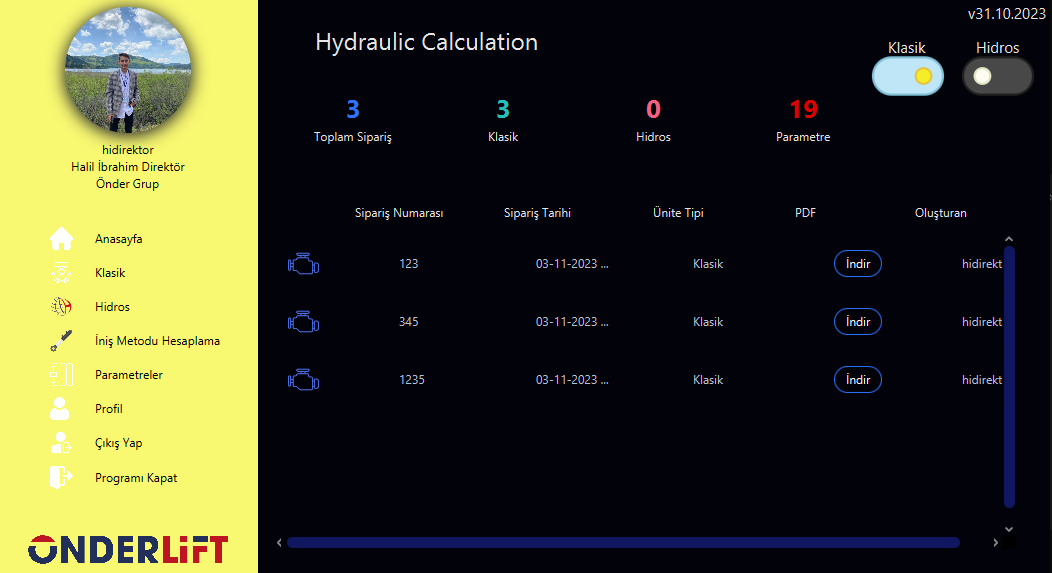 hidirektor
Halil İbrahim Direktör
Önder Grup
Anasayfa
Klasik
Hidros
İniş Metodu Hesaplama
Parametreler
Profil
Çıkış Yap
Programı Kapat
ÖNDERLiFT
v31.10.2023
Hydraulic Calculation
Klasik
Hidros
3
Toplam Sipariş
3
Klasik
0
Hidros
19
Parametre
Sipariş Numarası Sipariş Tarihi Ünite Tipi PDF Oluşturan
123 03-11-2023 ... Klasik İndir hidirekt
345 03-11-2023 ... Klasik İndir hidirekt
1235 03-11-2023 ... Klasik İndir hidirekt